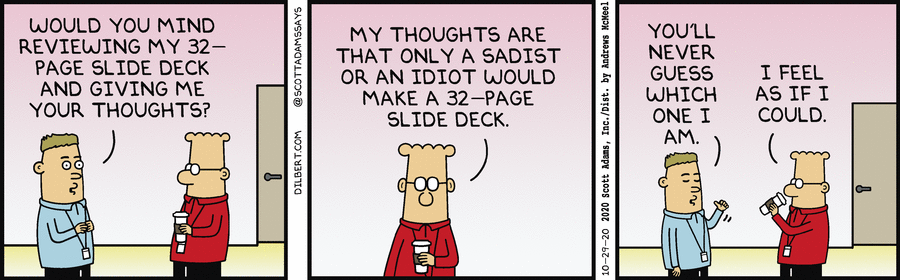 WOULD YOU MIND
REVIEWING MY 32-
PAGE SLIDE DECK
AND GIVING ME
YOUR THOUGHTS?
DILBERT.COM @SCOTTADAMSSAYS
MY THOUGHTS ARE
THAT ONLY A SADIST
OR AN IDIOT WOULD
MAKE A 32-PAGE
SLIDE DECK.
10-29-20 2020 Scott Adams, Inc./Dist. by Andrews McMeel
YOU'LL
NEVER
GUESS
WHICH
ONE I
AM.
I FEEL
AS IF I
COULD.